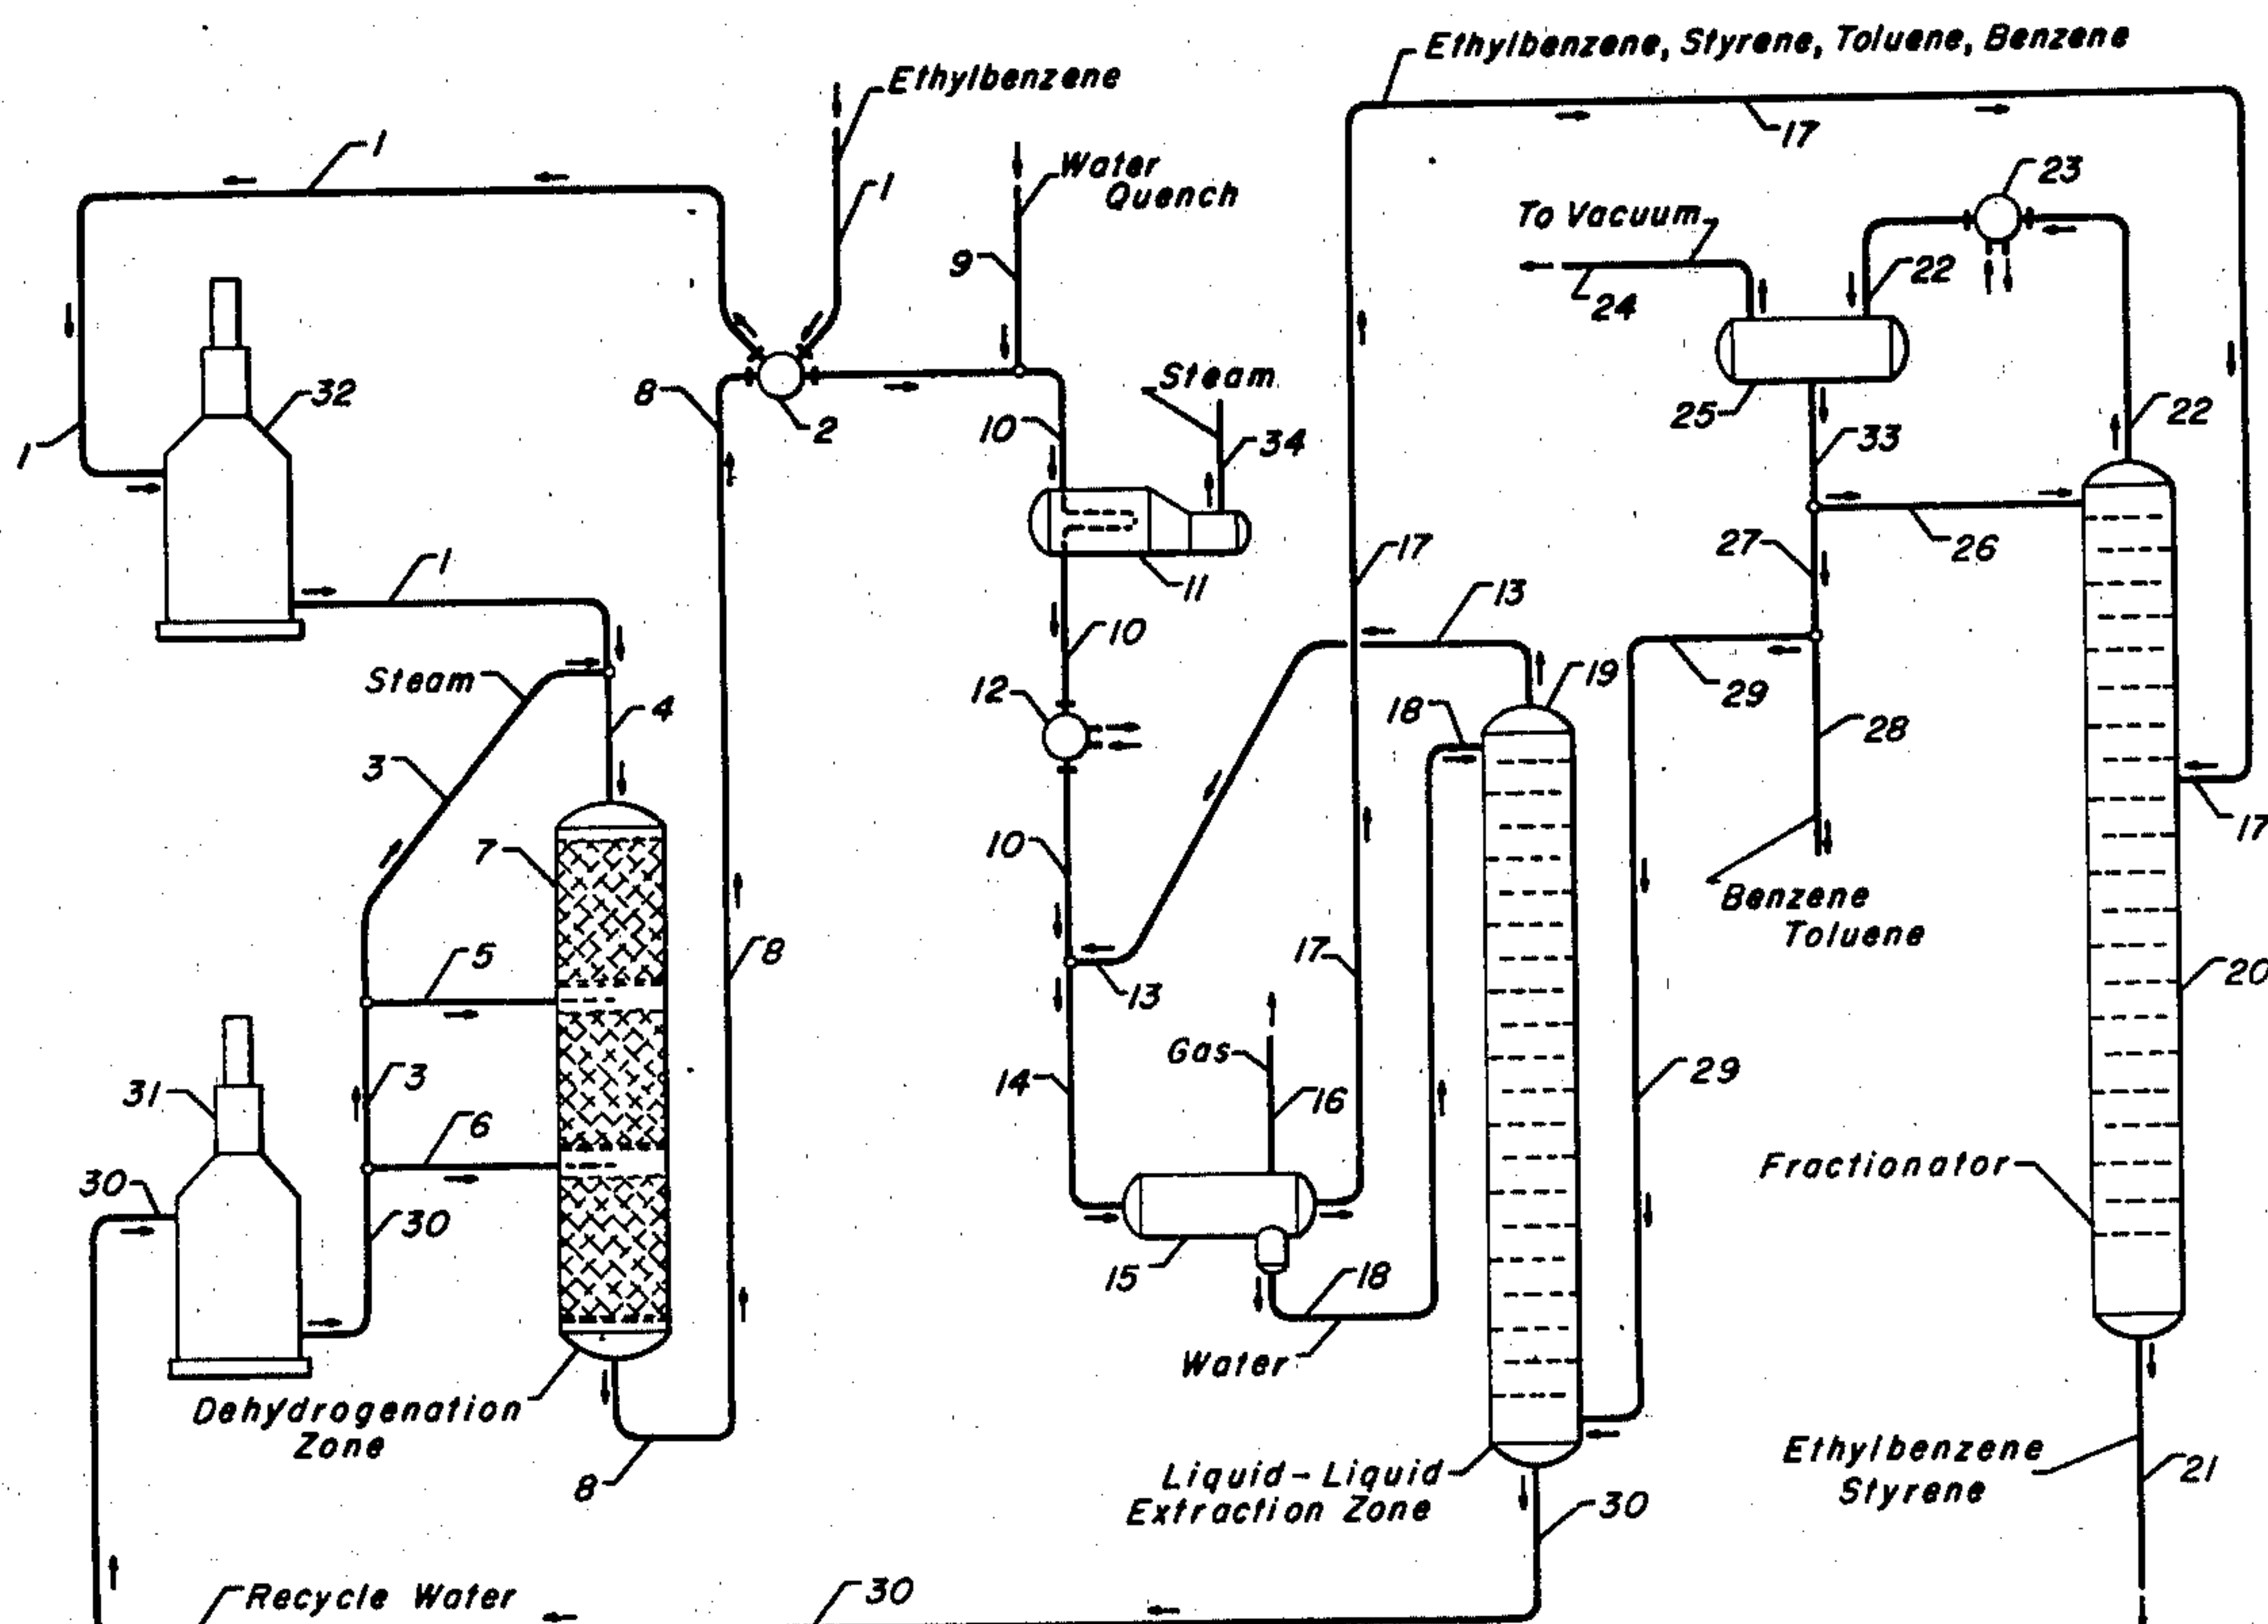 Ethylbenzene, Styrene, Toluene, Benzene
Ethylbenzene
17
1
Water
Quench
1
23
To Vacuum
9
22
24
32
8
Steam
25
22
2
10
34
33
1
27
26
1
17
13
11
10
Steam
19
29
12
18
4
28
3
17
7
10
Benzene
Toluene
5
8
17
13
20
Gas
29
3
14
16
31
6
Fractionator
30
30
15
18
Water
Dehydrogenation
Zone
Ethylbenzene
Styrene
21
8
Liquid-Liquid
Extraction Zone
30
Recycle Water
30